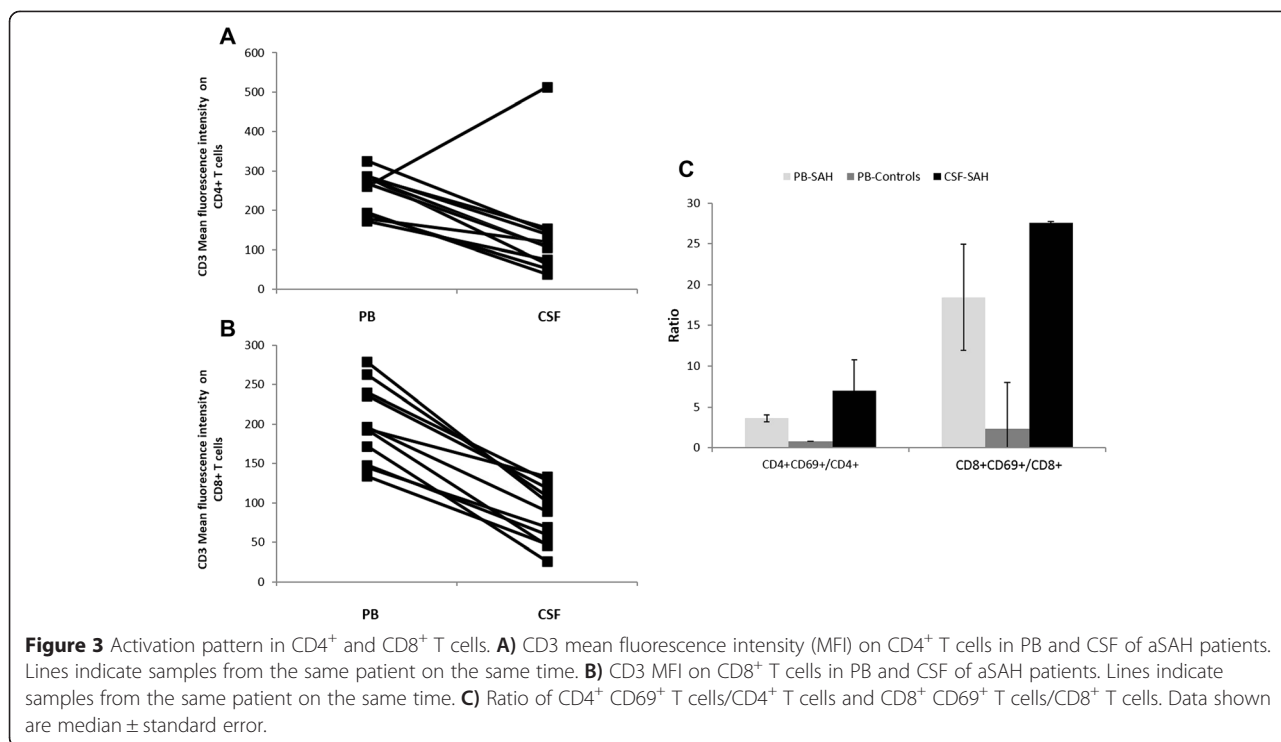 A
CD3 Mean fluorescence intensity on
CD4+ T cells
600
500
400
300
200
100
0
PB
CSF
B
CD3 Mean fluorescence intensity on
CD8+ T cells
300
250
200
150
100
50
0
PB
CSF
C
PB-SAH
PB-Controls
CSF-SAH
Ratio
30
25
20
15
10
5
0
CD4+CD69+/CD4+
CD8+CD69+/CD8+
Figure 3 Activation pattern in CD4⁺ and CD8⁺ T cells. A) CD3 mean fluorescence intensity (MFI) on CD4⁺ T cells in PB and CSF of aSAH patients.
Lines indicate samples from the same patient on the same time. B) CD3 MFI on CD8⁺ T cells in PB and CSF of aSAH patients. Lines indicate
samples from the same patient on the same time. C) Ratio of CD4⁺ CD69⁺ T cells/CD4⁺ T cells and CD8⁺ CD69⁺ T cells/CD8⁺ T cells. Data shown
are median ± standard error.